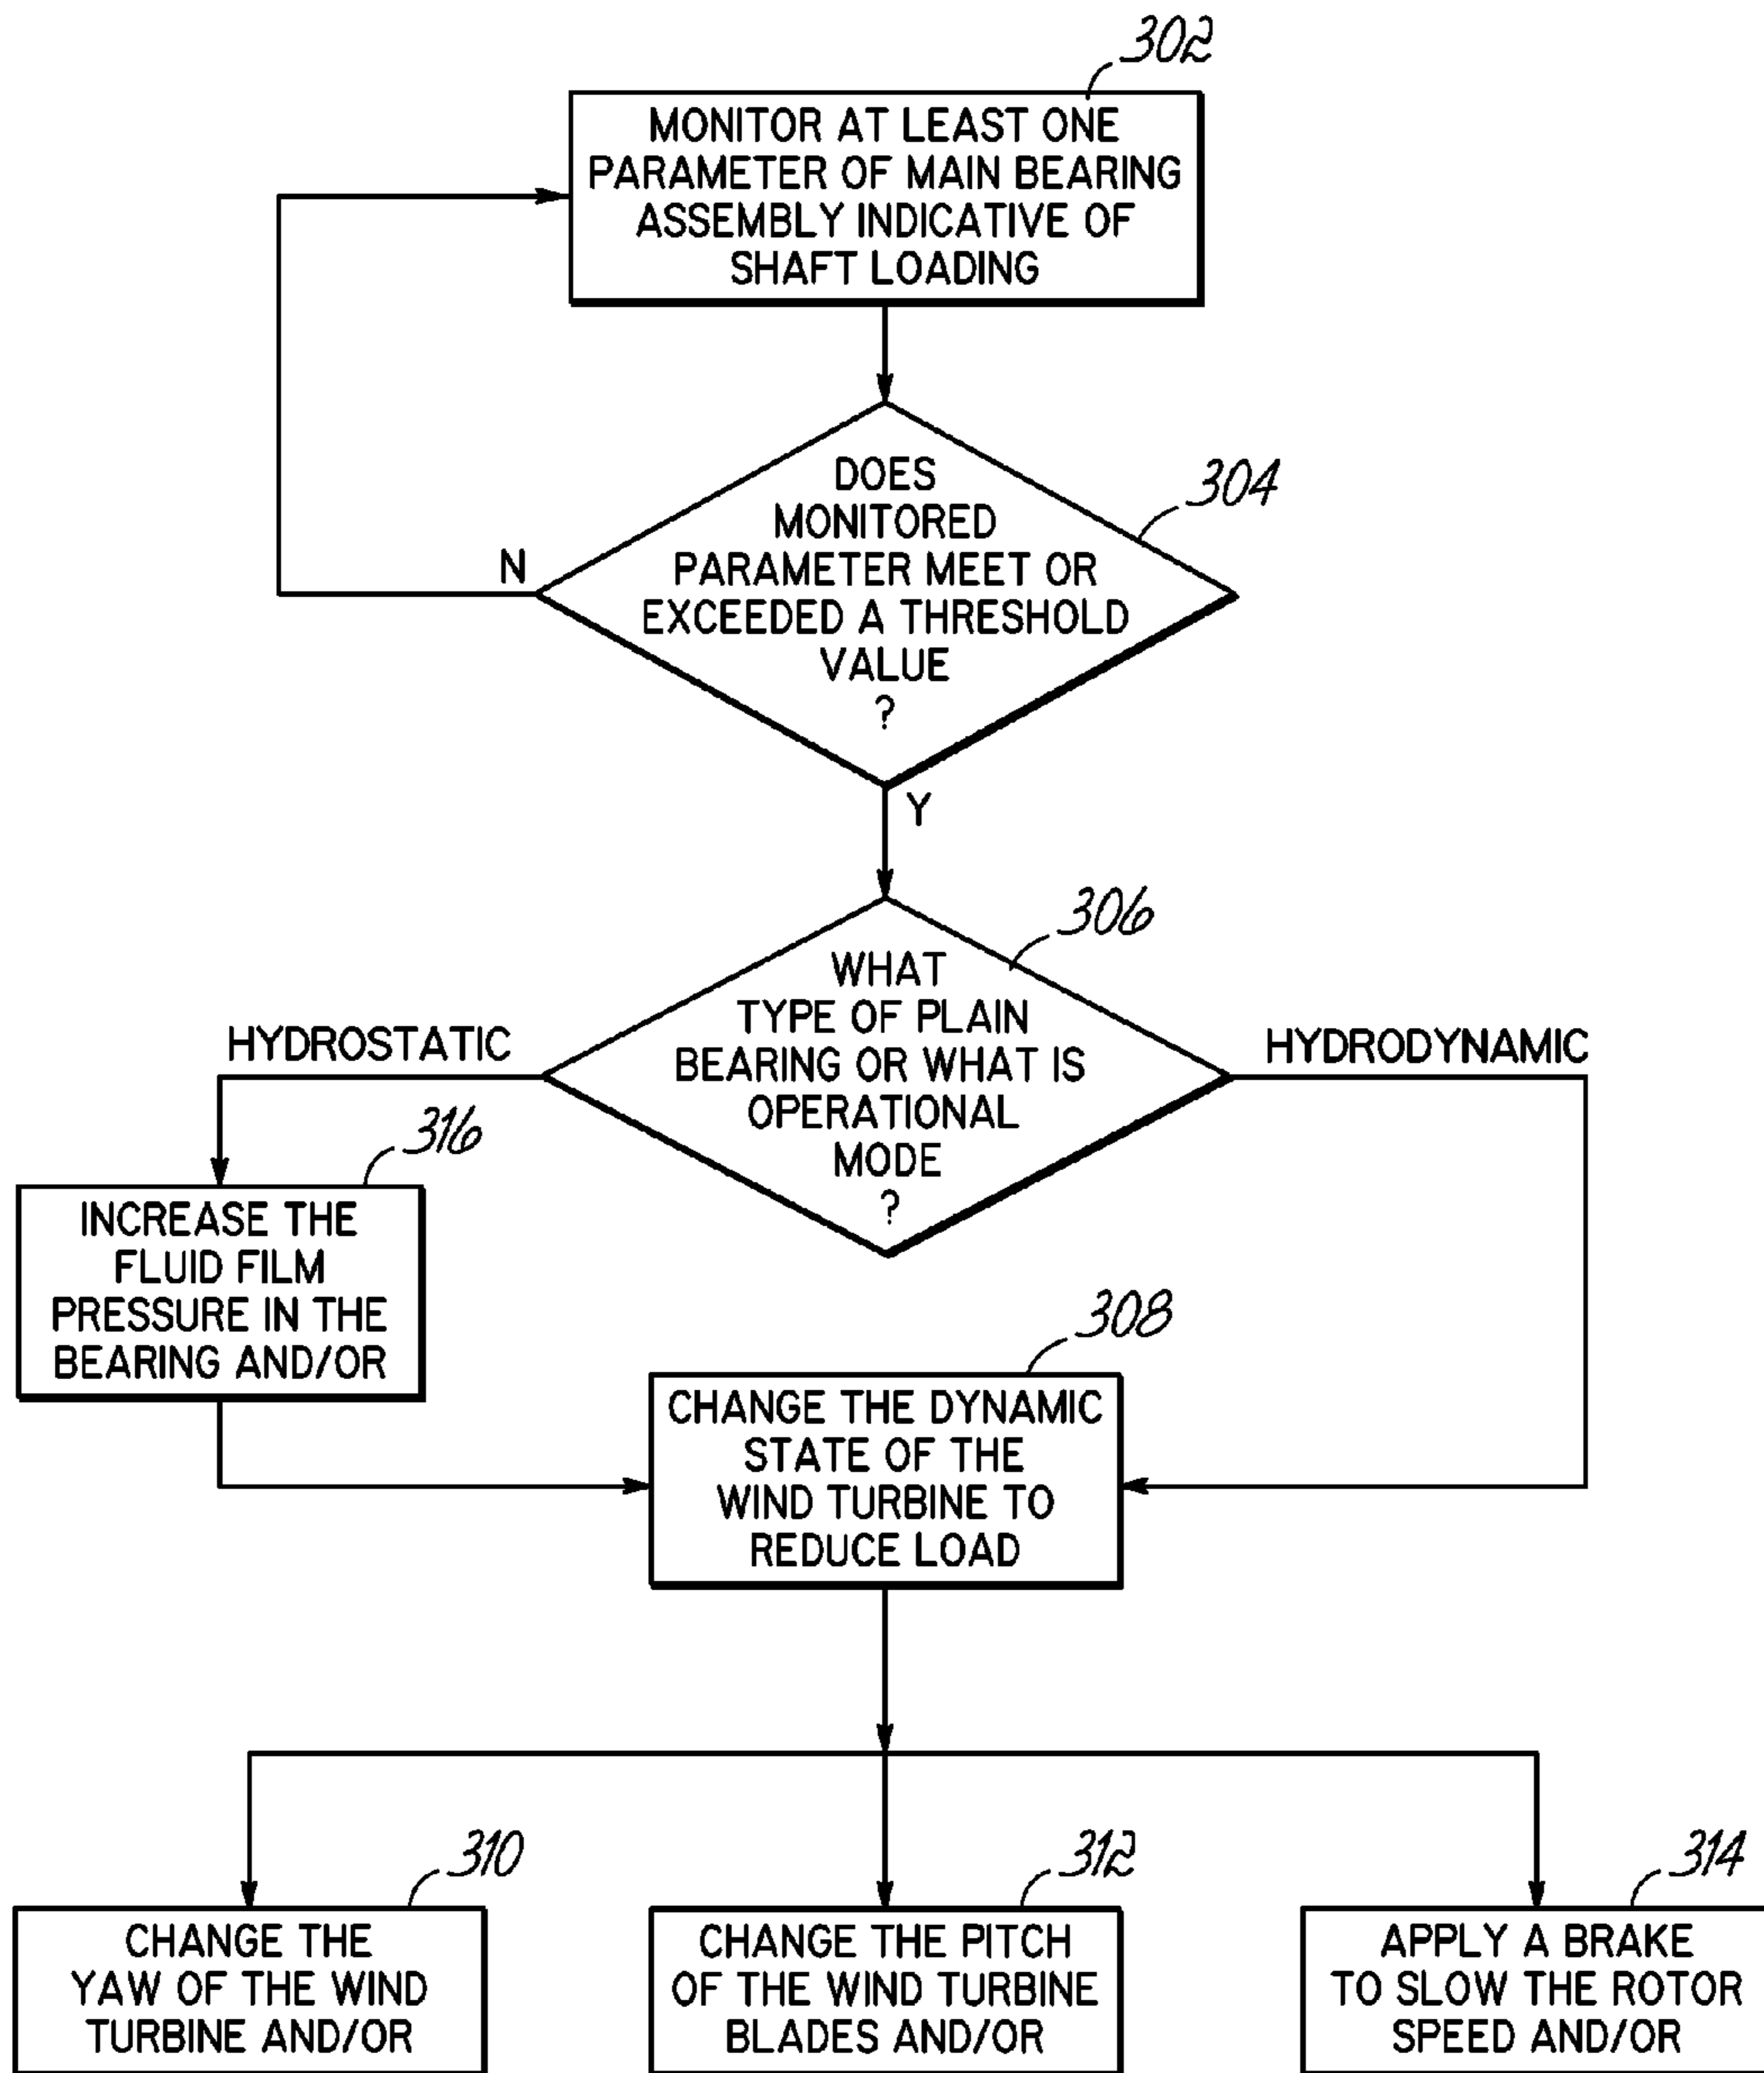 302
MONITOR AT LEAST ONE
PARAMETER OF MAIN BEARING
ASSEMBLY INDICATIVE OF
SHAFT LOADING
304
DOES
MONITORED
PARAMETER MEET OR
EXCEEDED A THRESHOLD
VALUE
?
N
Y
306
WHAT
TYPE OF PLAIN
BEARING OR WHAT IS
OPERATIONAL
MODE
?
HYDROSTATIC
HYDRODYNAMIC
316
INCREASE THE
FLUID FILM
PRESSURE IN THE
BEARING AND/OR
308
CHANGE THE DYNAMIC
STATE OF THE
WIND TURBINE TO
REDUCE LOAD
310
CHANGE THE
YAW OF THE WIND
TURBINE AND/OR
312
CHANGE THE PITCH
OF THE WIND TURBINE
BLADES AND/OR
314
APPLY A BRAKE
TO SLOW THE ROTOR
SPEED AND/OR